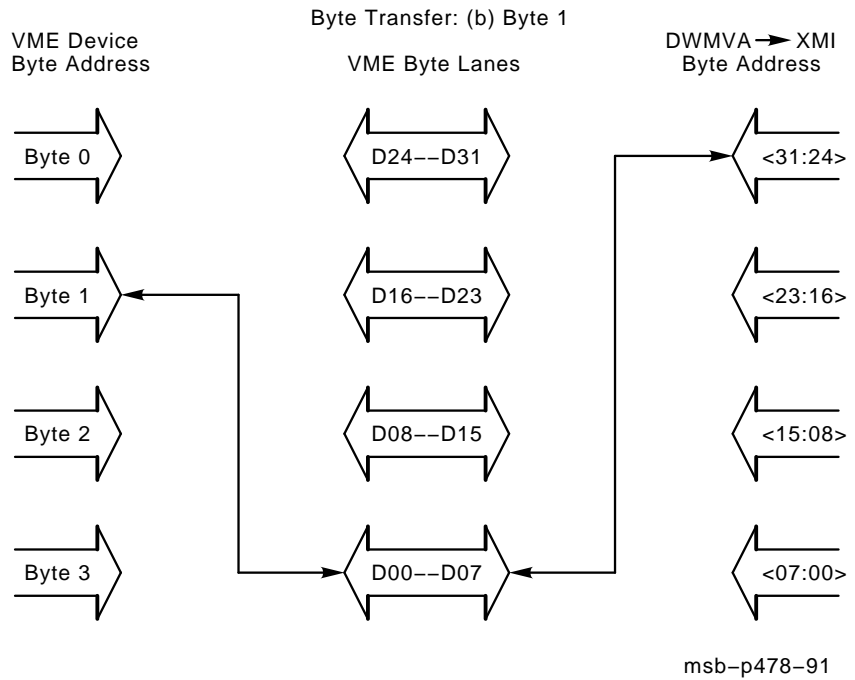 Byte Transfer: (b) Byte 1
VME Device
Byte Address
VME Byte Lanes
DWMVA → XMI
Byte Address
Byte 0
D24--D31
<31:24>
Byte 1
D16--D23
<23:16>
Byte 2
D08--D15
<15:08>
Byte 3
D00--D07
<07:00>
msb-p478-91